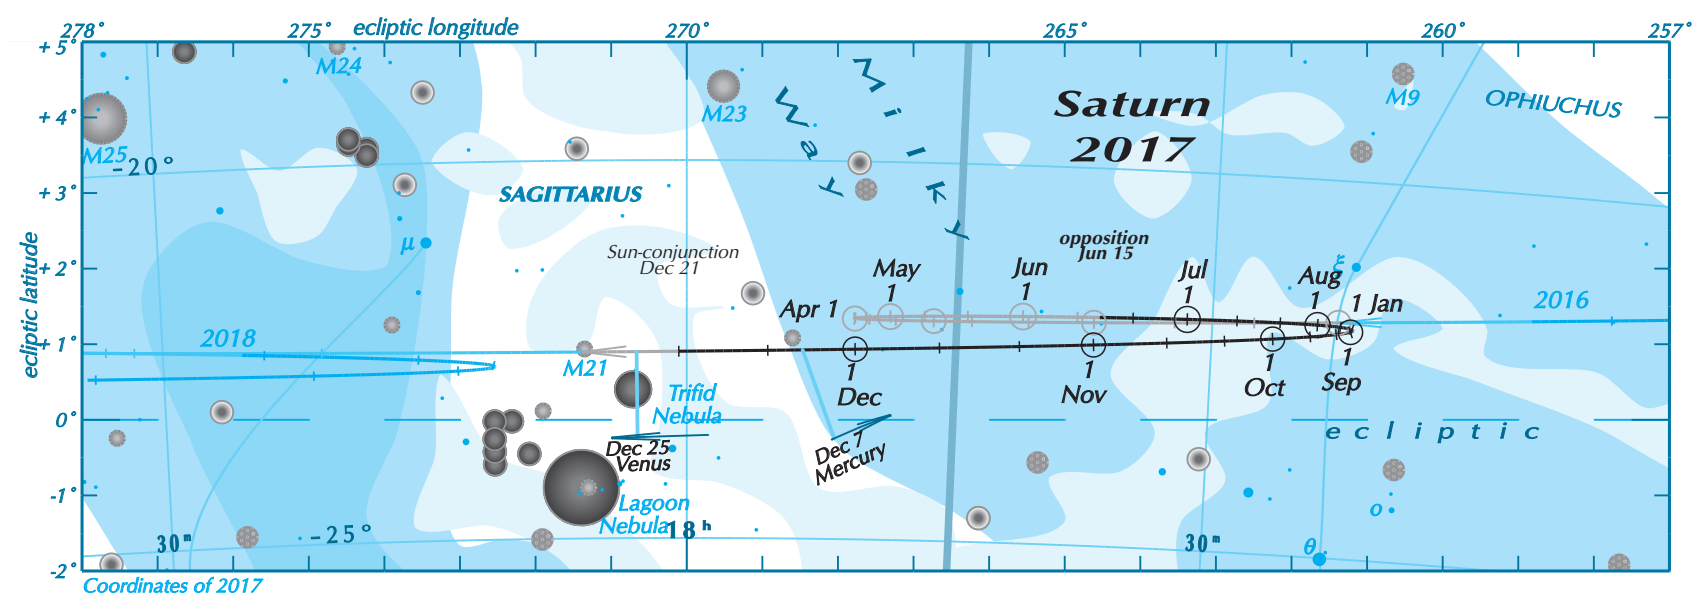 ecliptic longitude
278° 275° 270° 265° 260° 257°
+5°
+4°
+3°
+2°
+1°
0°
-1°
-2°
ecliptic latitude
M24
M25
M23
M9
OPHIUCHUS
Saturn
2017
Milky
Way
-20°
SAGITTARIUS
μ
Sun-conjunction
Dec 21
opposition
Jun 15
ξ
May
1
Jun
1
Jul
1
Aug
1
1 Jan
Apr 1
2016
2018
M21
1
Dec
1
Nov
1
Oct
1
Sep
Trifid
Nebula
ecliptic
Dec 25
Venus
Dec 7
Mercury
Lagoon
Nebula
ο
θ
30ᵐ
-25°
18ʰ
30ᵐ
Coordinates of 2017